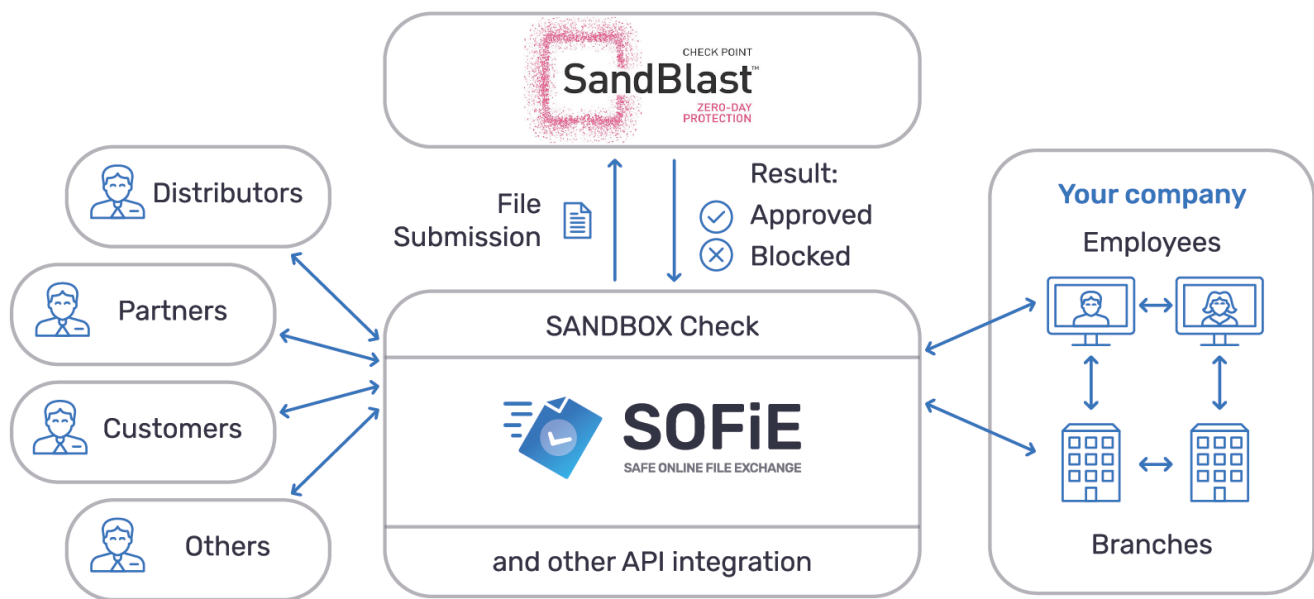 CHECK POINT
SandBlast™
ZERO-DAY
PROTECTION
Distributors
Partners
Customers
Others
File
Submission
Result:
Approved
Blocked
SANDBOX Check
SOFiE
SAFE ONLINE FILE EXCHANGE
and other API integration
Your company
Employees
Branches